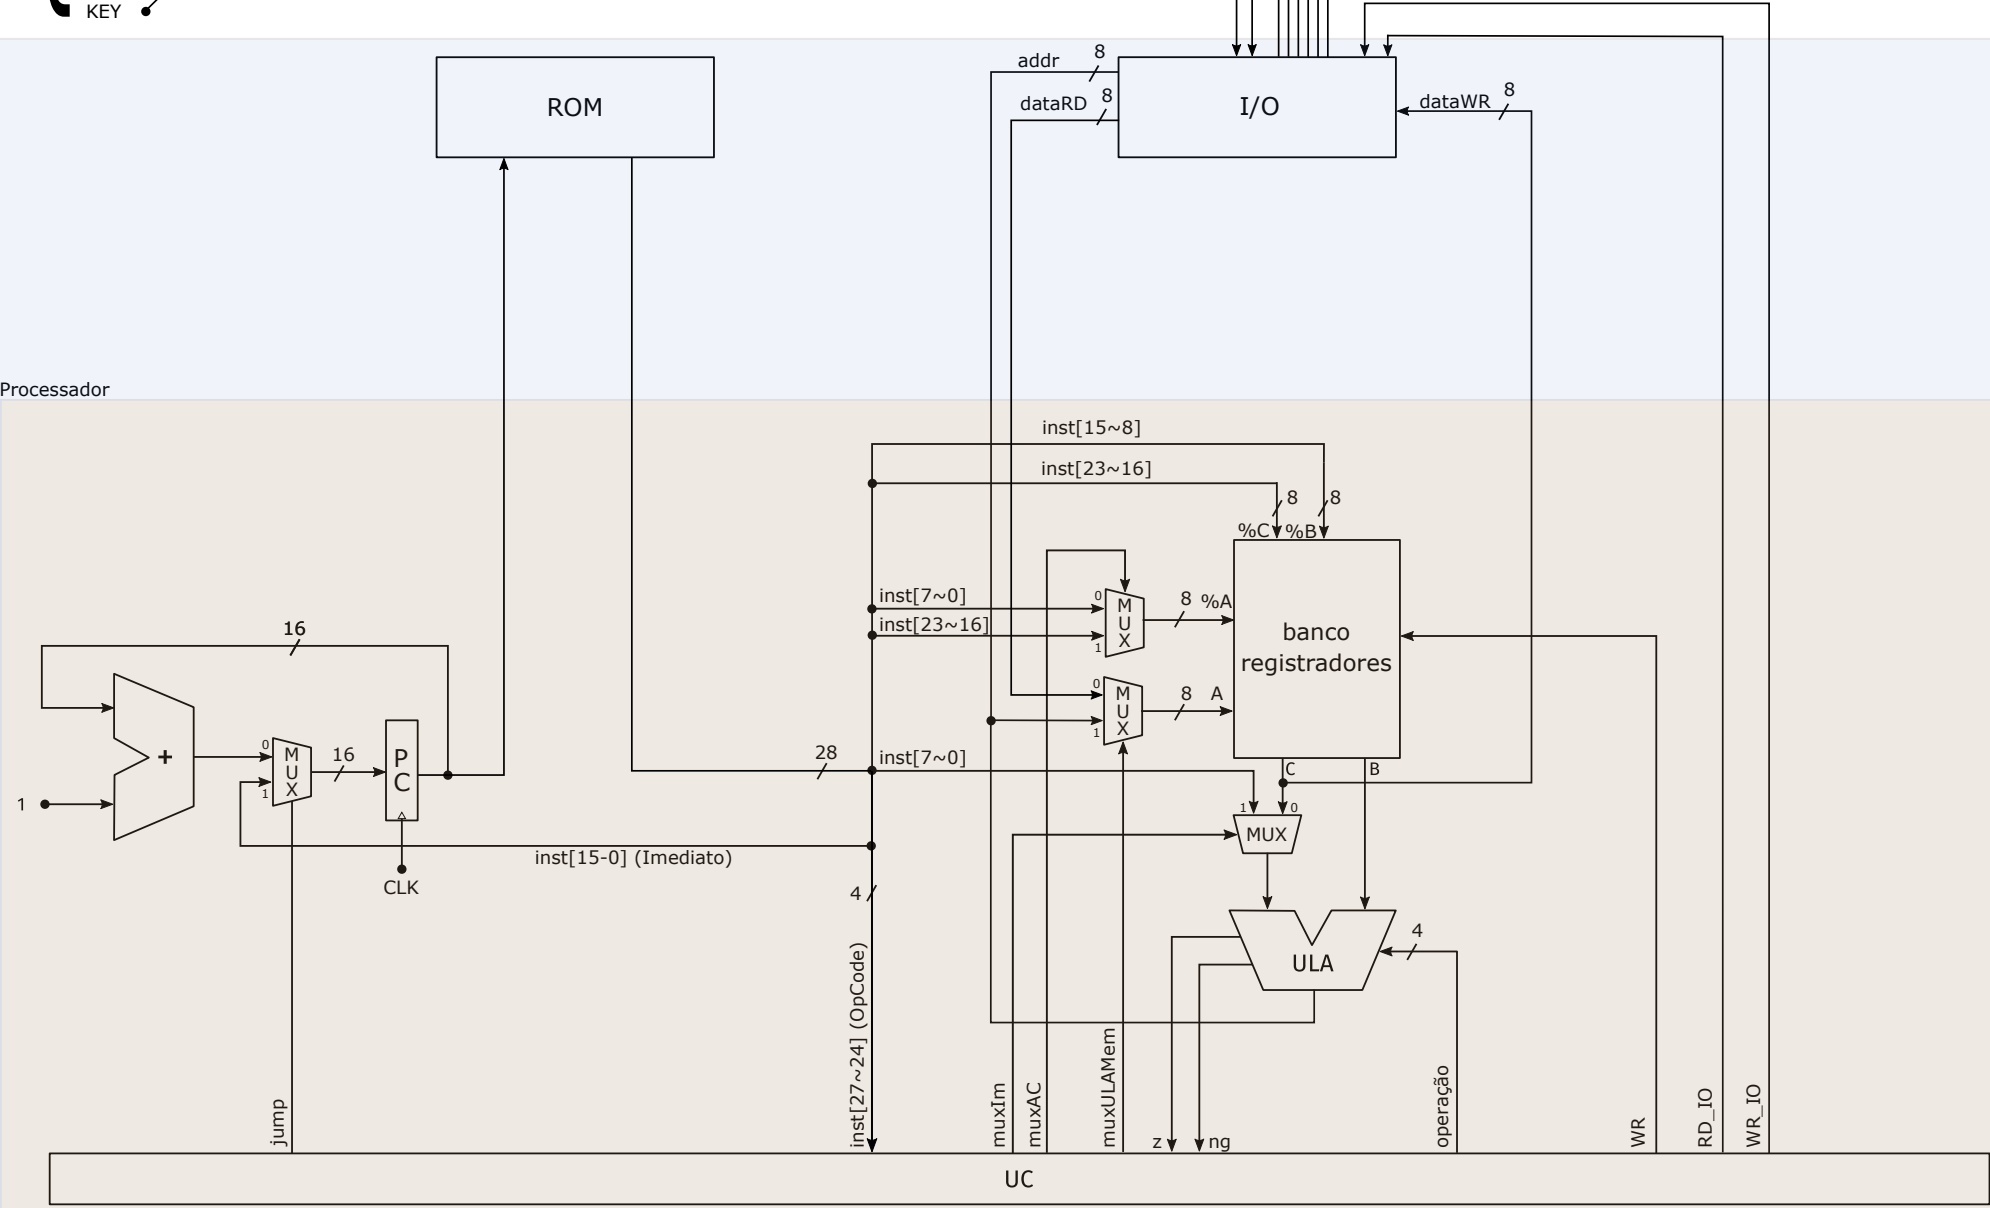 KEY
addr
8
ROM
I/O
dataWR
8
dataRD
8
Processador
inst[15~8]
inst[23~16]
8
8
%C
%B
inst[7~0]
0
M
U
X
1
8
%A
inst[23~16]
banco
registradores
16
0
M
U
X
1
8
A
+
0
M
U
X
1
16
P
C
28
inst[7~0]
C
B
1
1
0
MUX
inst[15-0] (Imediato)
CLK
4
4
ULA
inst[27~24] (OpCode)
jump
muxIm
muxAC
muxULAMem
z
ng
operação
WR
RD_IO
WR_IO
UC